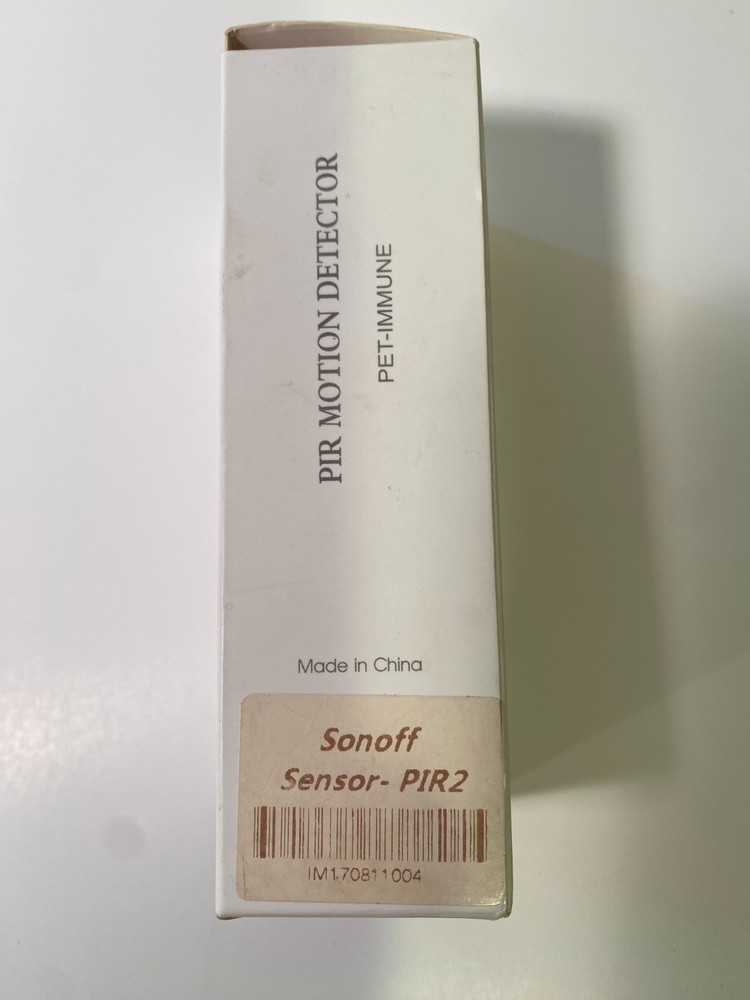 PIR MOTION DETECTOR
PET-IMMUNE
Made in China
Sonoff
Sensor- PIR2
IM170811004